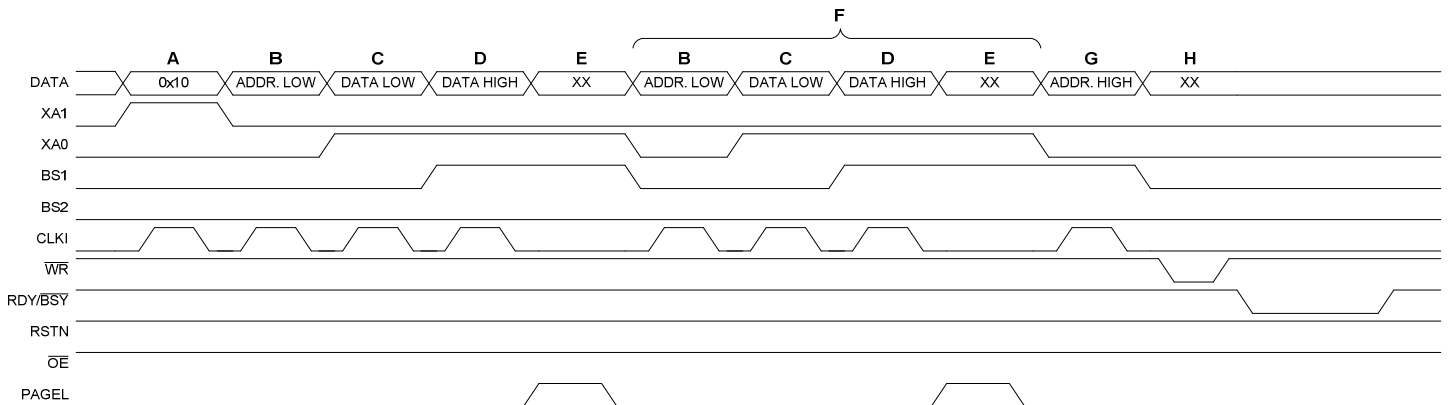 F
A B C D E B C D E G H
DATA 0x10 ADDR. LOW DATA LOW DATA HIGH XX ADDR. LOW DATA LOW DATA HIGH XX ADDR. HIGH XX
XA1
XA0
BS1
BS2
CLKI
WR
RDY/BSY
RSTN
OE
PAGEL